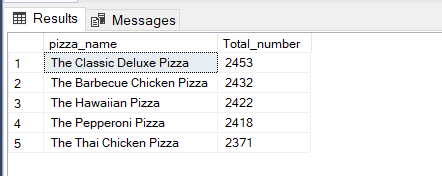 Results Messages
pizza_name Total_number
1 The Classic Deluxe Pizza 2453
2 The Barbecue Chicken Pizza 2432
3 The Hawaiian Pizza 2422
4 The Pepperoni Pizza 2418
5 The Thai Chicken Pizza 2371